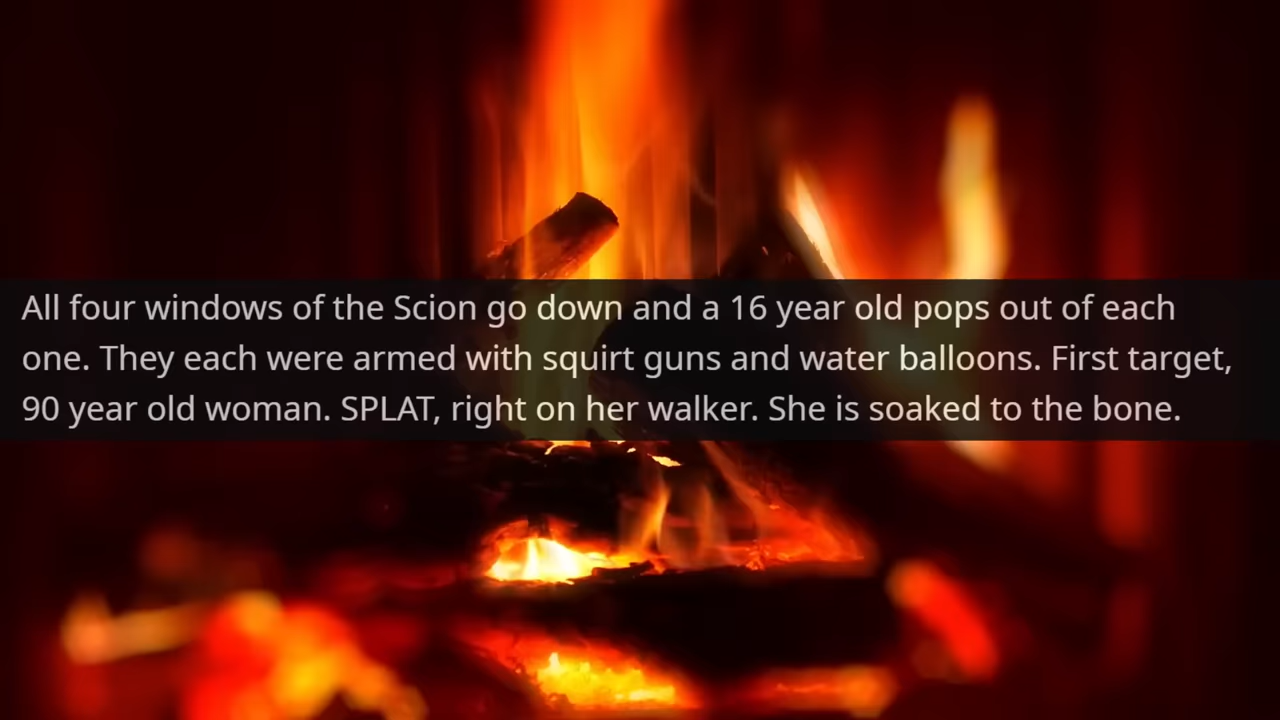 All four windows of the Scion go down and a 16 year old pops out of each
one. They each were armed with squirt guns and water balloons. First target,
90 year old woman. SPLAT, right on her walker. She is soaked to the bone.